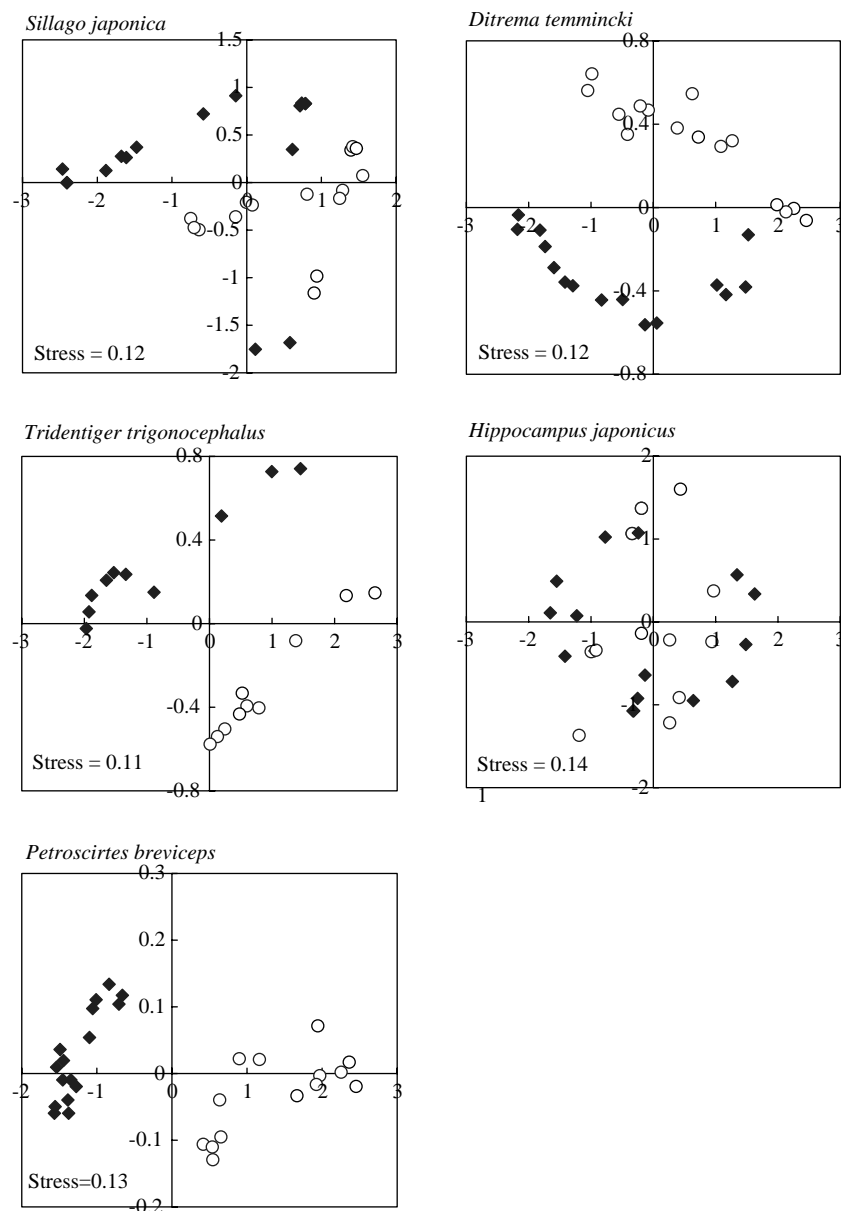 Sillago japonica
1.5
1
0.5
0
-3 -2 -1 0 1 2
-0.5
-1
-1.5
-2
Stress = 0.12
Ditrema temmincki
0.8
0.4
0
-3 -2 -1 0 1 2 3
-0.4
-0.8
Stress = 0.12
Tridentiger trigonocephalus
0.8
0.4
0
-3 -2 -1 0 1 2 3
-0.4
-0.8
Stress = 0.11
Hippocampus japonicus
2
1
0
-3 -2 -1 0 1 2 3
-1
-2
Stress = 0.14
1
Petroscirtes breviceps
0.3
0.2
0.1
0
-2 -1 0 1 2 3
-0.1
-0.2
Stress=0.13